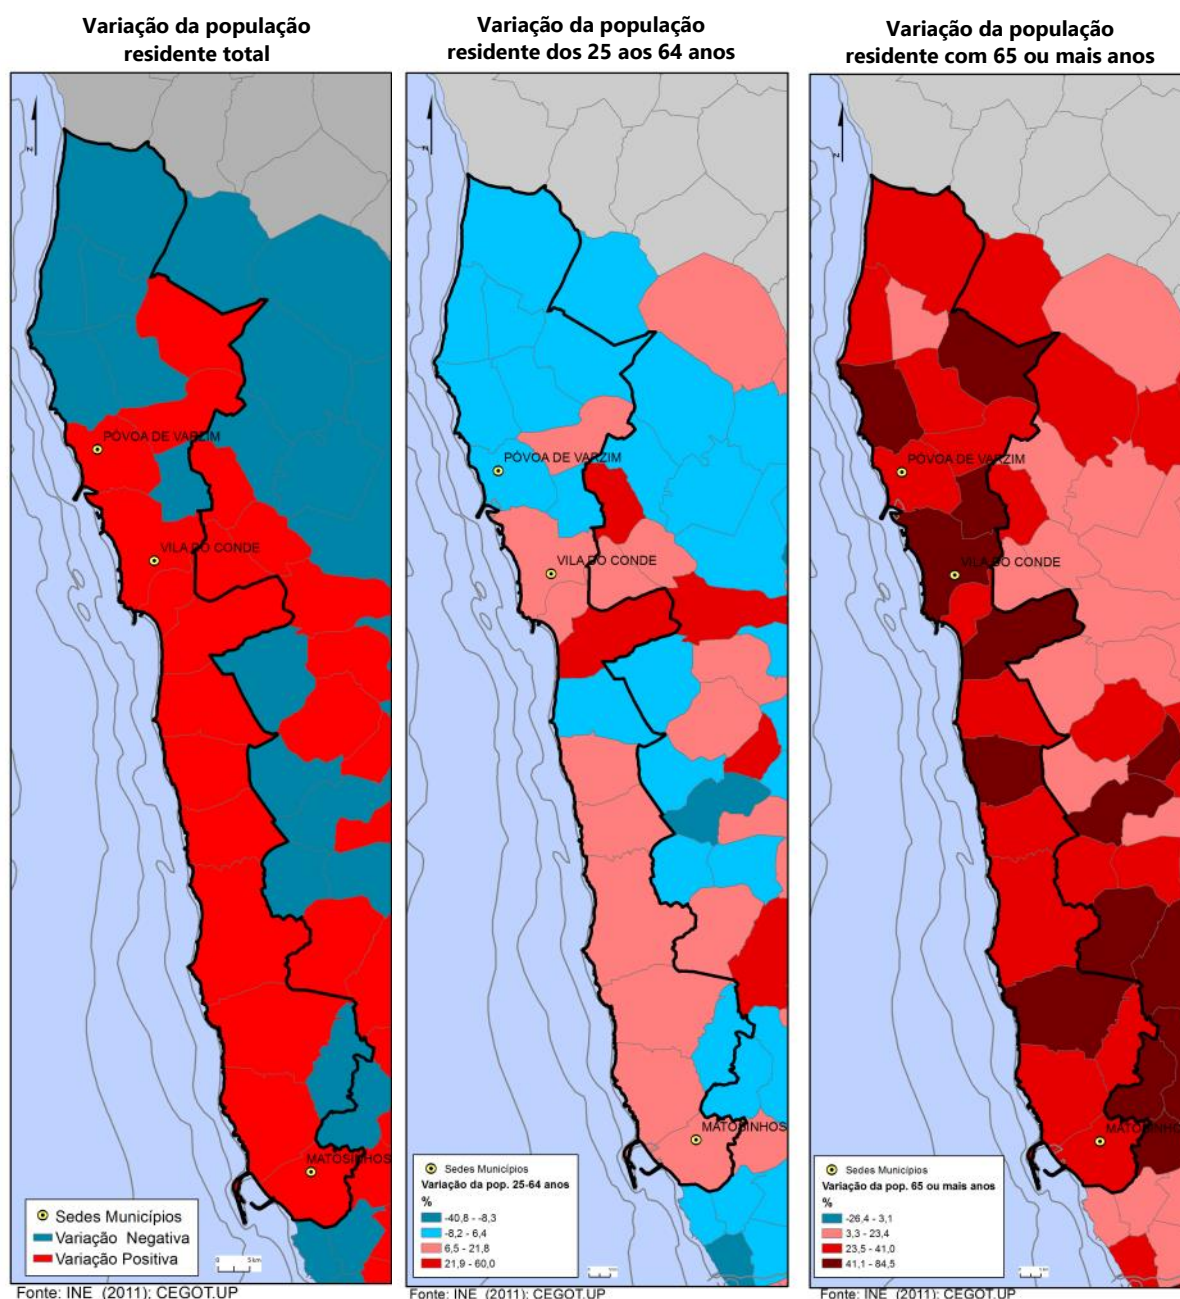 Variação da população
residente total
Variação da população
residente dos 25 aos 64 anos
Variação da população
residente com 65 ou mais anos
N
PÓVOA DE VARZIM
VILA DO CONDE
MATOSINHOS
Sedes Municípios
Variação Negativa
Variação Positiva
0 5 km
Fonte: INE (2011); CEGOT.UP
N
PÓVOA DE VARZIM
VILA DO CONDE
MATOSINHOS
Sedes Municípios
Variação da pop. 25-64 anos
%
-40,8 - -8,3
-8,2 - 6,4
6,5 - 21,8
21,9 - 60,0
Fonte: INE (2011); CEGOT.UP
N
PÓVOA DE VARZIM
VILA DO CONDE
MATOSINHO
Sedes Municípios
Variação da pop. 65 ou mais anos
%
-26,4 - 3,1
3,3 - 23,4
23,5 - 41,0
41,1 - 84,5
Fonte: INE (2011); CEGOT.UP